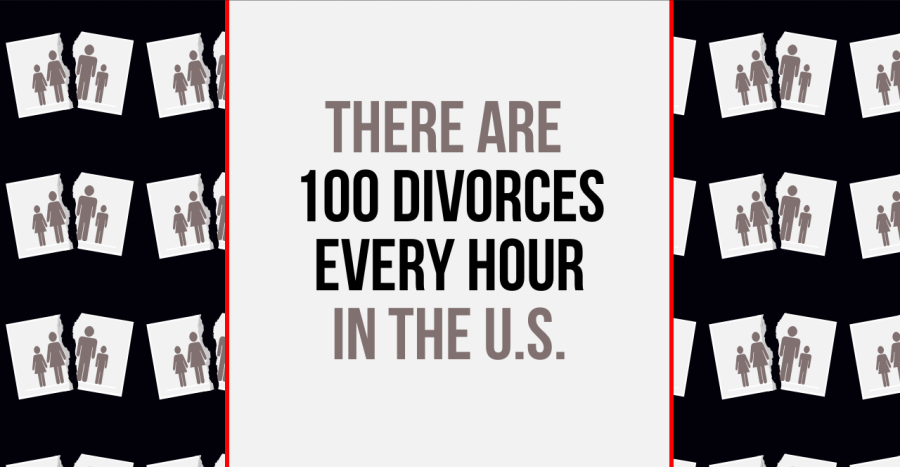 THERE ARE
100 DIVORCES
EVERY HOUR
IN THE U.S.